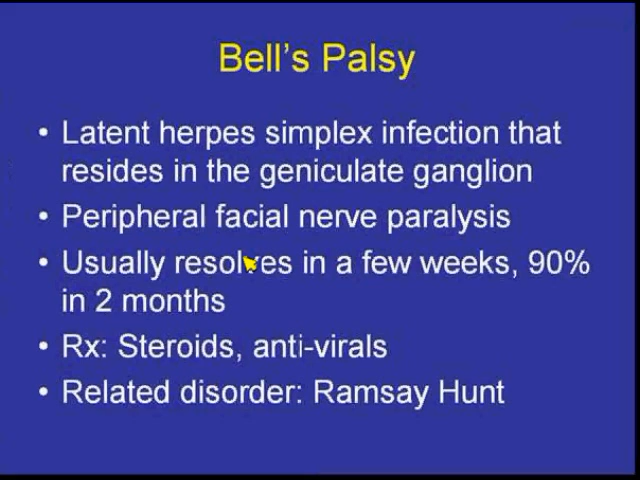 Bell's Palsy
• Latent herpes simplex infection that
resides in the geniculate ganglion
• Peripheral facial nerve paralysis
• Usually resolves in a few weeks, 90%
in 2 months
• Rx: Steroids, anti-virals
• Related disorder: Ramsay Hunt